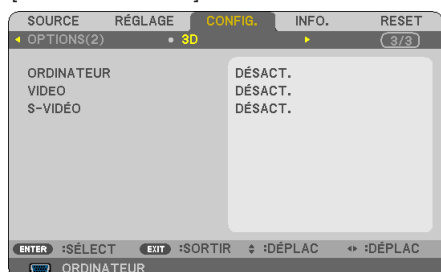 SOURCE RÉGLAGE CONFIG. INFO. RESET
OPTIONS(2) 3D 3/3
ORDINATEUR DÉSACT.
VIDEO DÉSACT.
S-VIDÉO DÉSACT.
ENTER :SÉLECT EXIT :SORTIR :DÉPLAC :DÉPLAC
ORDINATEUR